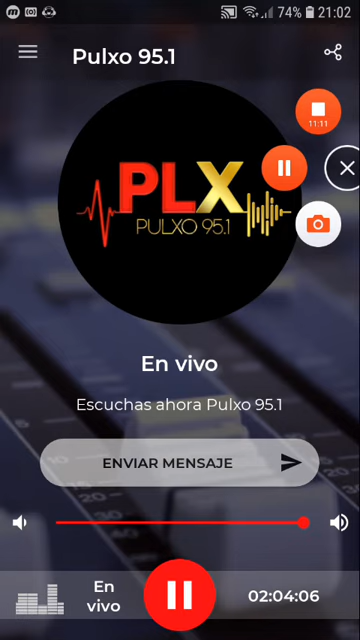 74% 21:02
Pulxo 95.1
11:11
PLX
PULXO 95.1
En vivo
Escuchas ahora Pulxo 95.1
ENVIAR MENSAJE
En
vivo
02:04:06